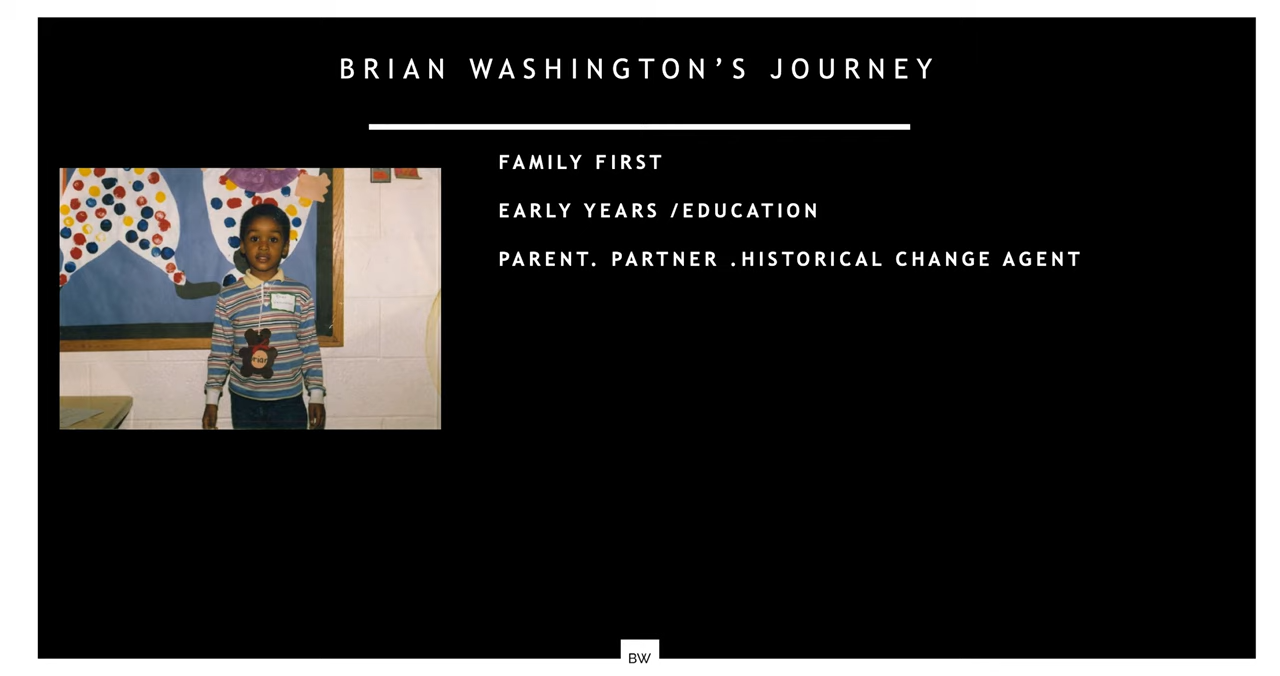 BRIAN WASHINGTON’S JOURNEY
FAMILY FIRST
EARLY YEARS /EDUCATION
PARENT. PARTNER .HISTORICAL CHANGE AGENT
BW